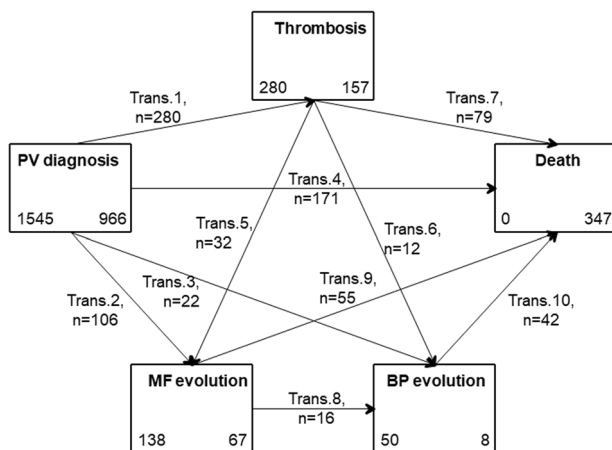 Thrombosis
280 157
Trans.1,
n=280
Trans.7,
n=79
PV diagnosis
1545 966
Trans.4,
n=171
Death
0 347
Trans.5,
n=32
Trans.6,
n=12
Trans.2,
n=106
Trans.3,
n=22
Trans.9,
n=55
Trans.10,
n=42
MF evolution
138 67
Trans.8,
n=16
BP evolution
50 8